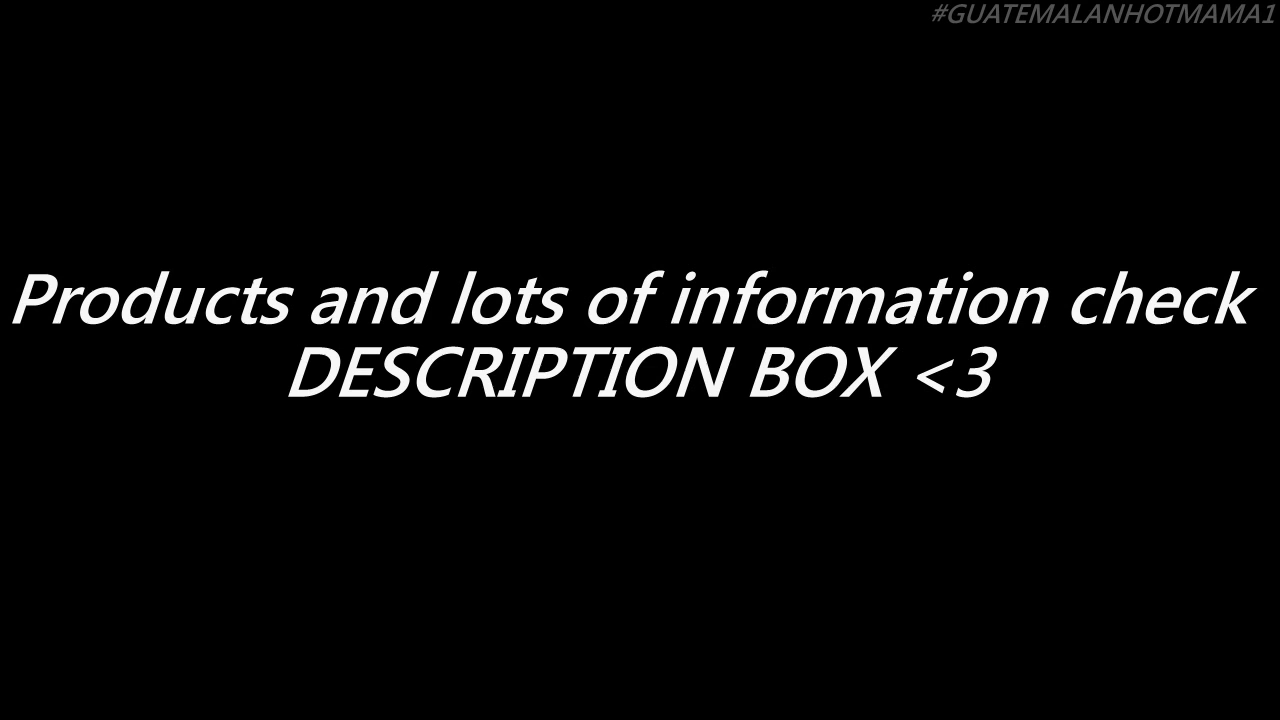 #GUATEMALANHOTMAMA1
Products and lots of information check
DESCRIPTION BOX <3